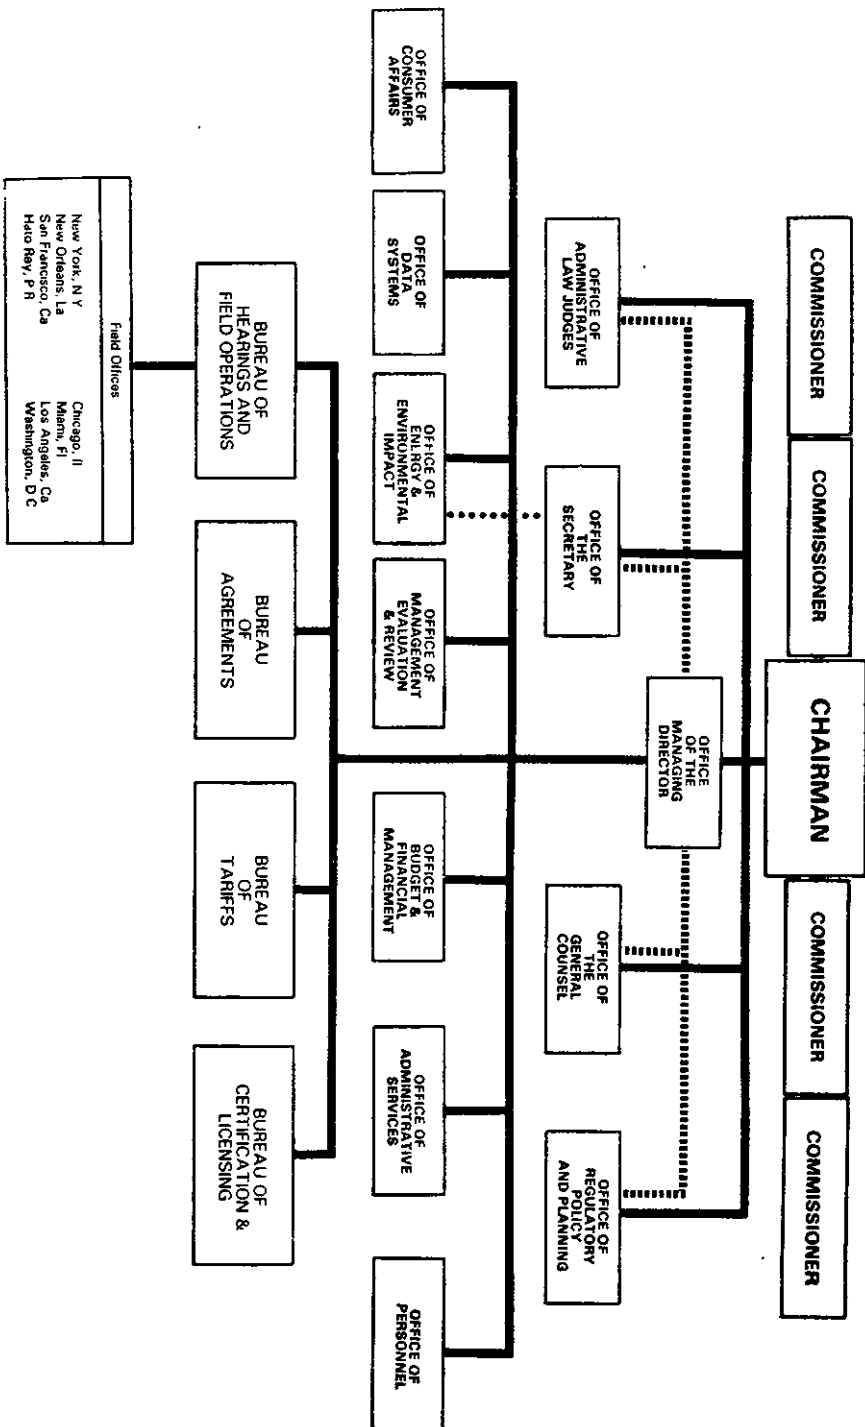 COMMISSIONER
COMMISSIONER
CHAIRMAN
COMMISSIONER
COMMISSIONER
OFFICE
OF THE
MANAGING
DIRECTOR
OFFICE OF
ADMINISTRATIVE
LAW JUDGES
OFFICE OF
THE
SECRETARY
OFFICE OF
THE
GENERAL
COUNSEL
OFFICE OF
REGULATORY
POLICY
AND PLANNING
OFFICE OF
CONSUMER
AFFAIRS
OFFICE OF
DATA
SYSTEMS
OFFICE OF
ENERGY &
ENVIRONMENTAL
IMPACT
OFFICE OF
MANAGEMENT
EVALUATION
& REVIEW
OFFICE OF
BUDGET &
FINANCIAL
MANAGEMENT
OFFICE OF
ADMINISTRATIVE
SERVICES
OFFICE OF
PERSONNEL
BUREAU OF
HEARINGS AND
FIELD OPERATIONS
BUREAU
OF
AGREEMENTS
BUREAU
OF
TARIFFS
BUREAU OF
CERTIFICATION &
LICENSING
Field Offices
New York, N Y
New Orleans, La
San Francisco, Ca
Hato Rey, P R
Chicago, Il
Miami, Fl
Los Angeles, Ca
Washington, D C